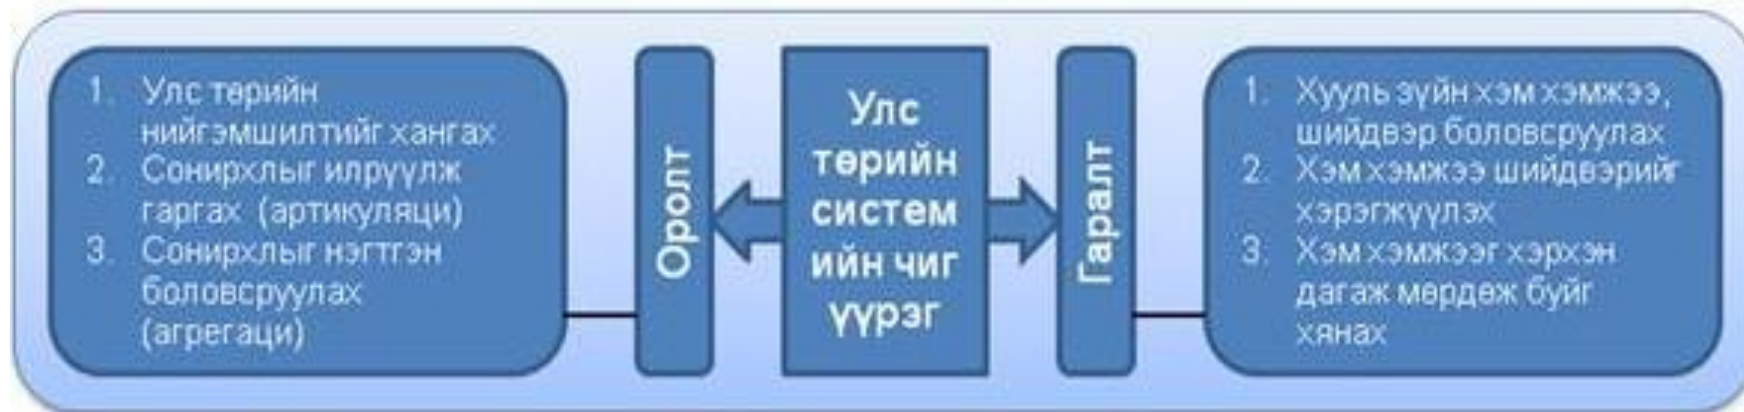 1. Улс төрийн
нийгэмшилтийг хангах
2. Сонирхлыг илрүүлж
гаргах (артикуляци)
3. Сонирхлыг нэгтгэн
боловсруулах
(агрегаци)
Оролт
Улс
төрийн
систем
ийн чиг
үүрэг
Гаралт
1. Хууль зүйн хэм хэмжээ,
шийдвэр боловсруулах
2. Хэм хэмжээ шийдвэрийг
хэрэгжүүлэх
3. Хэм хэмжээг хэрхэн
дагаж мөрдөж буйг
хянах